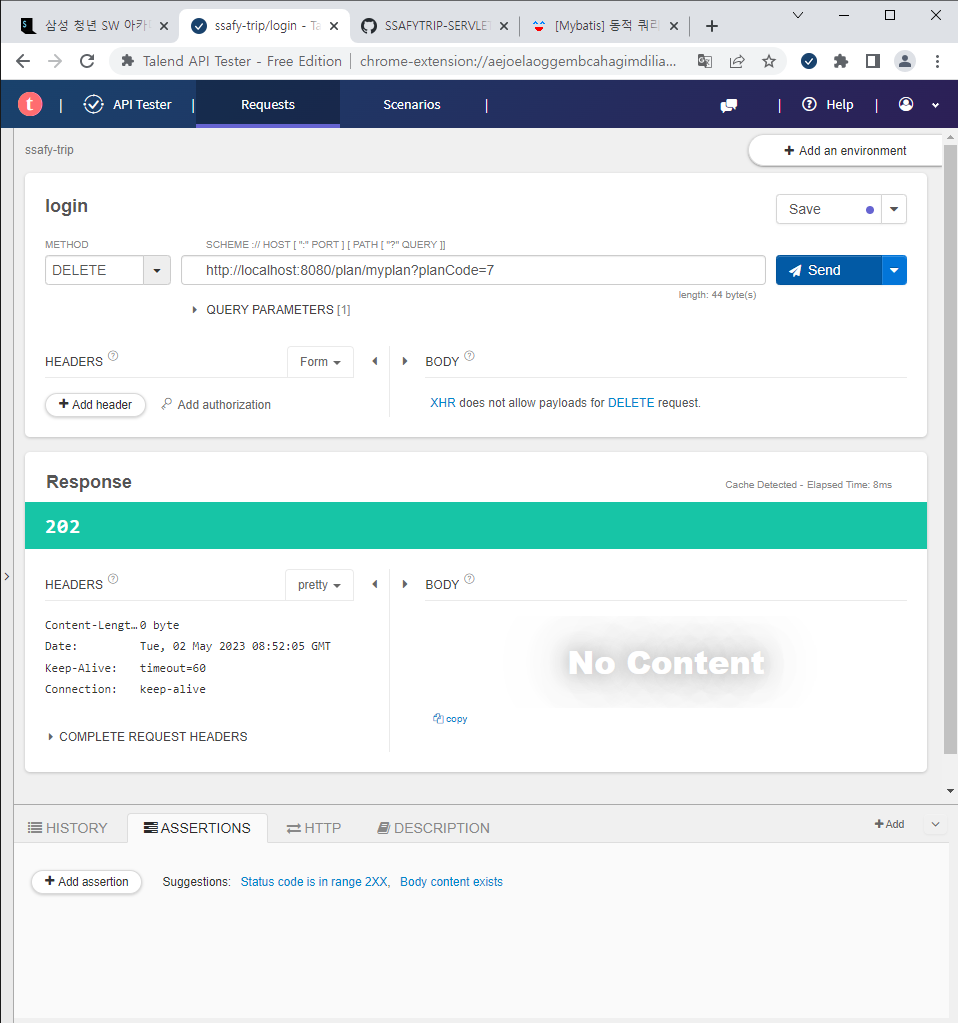 삼성 청년 SW 아카
ssafy-trip/login - Ta
SSAFYTRIP-SERVLET
[Mybatis] 동적 쿼리
Talend API Tester - Free Edition | chrome-extension://aejoelaoggembcahagimdilia...
t | API Tester | Requests Scenarios | | Help |
ssafy-trip
+ Add an environment
login
Save
METHOD SCHEME :// HOST [ ":" PORT ] [ PATH [ "?" QUERY ]]
DELETE http://localhost:8080/plan/myplan?planCode=7 Send
length: 44 byte(s)
QUERY PARAMETERS [1]
HEADERS ? Form BODY ?
+ Add header Add authorization XHR does not allow payloads for DELETE request.
Response
Cache Detected - Elapsed Time: 8ms
202
HEADERS ? pretty BODY ?
Content-Lengt… 0 byte
Date: Tue, 02 May 2023 08:52:05 GMT
Keep-Alive: timeout=60
Connection: keep-alive
No Content
copy
COMPLETE REQUEST HEADERS
HISTORY ASSERTIONS HTTP DESCRIPTION + Add
+ Add assertion Suggestions: Status code is in range 2XX, Body content exists